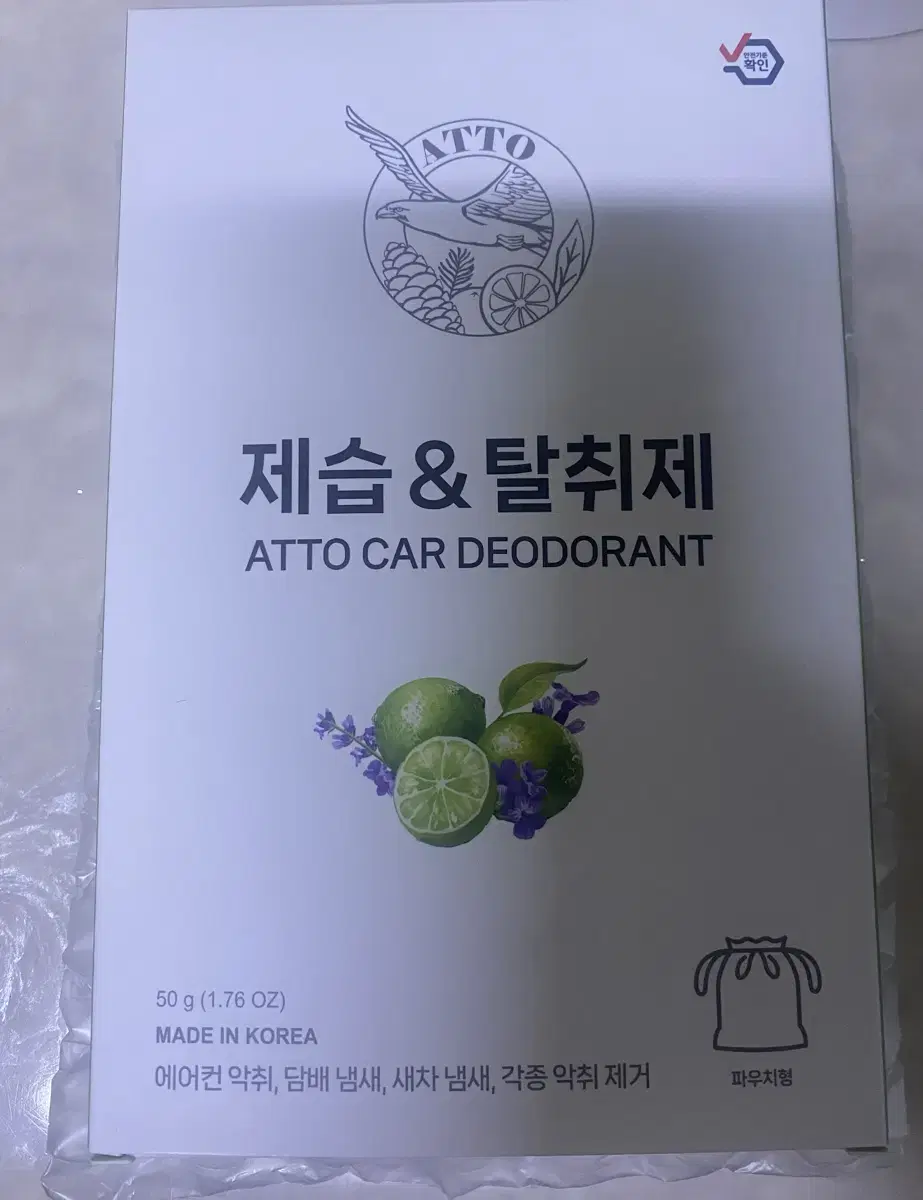 안전기준
확인
ATTO
제습 & 탈취제
ATTO CAR DEODORANT
50 g (1.76 OZ)
MADE IN KOREA
에어컨 악취, 담배 냄새, 새차 냄새, 각종 악취 제거
파우치형